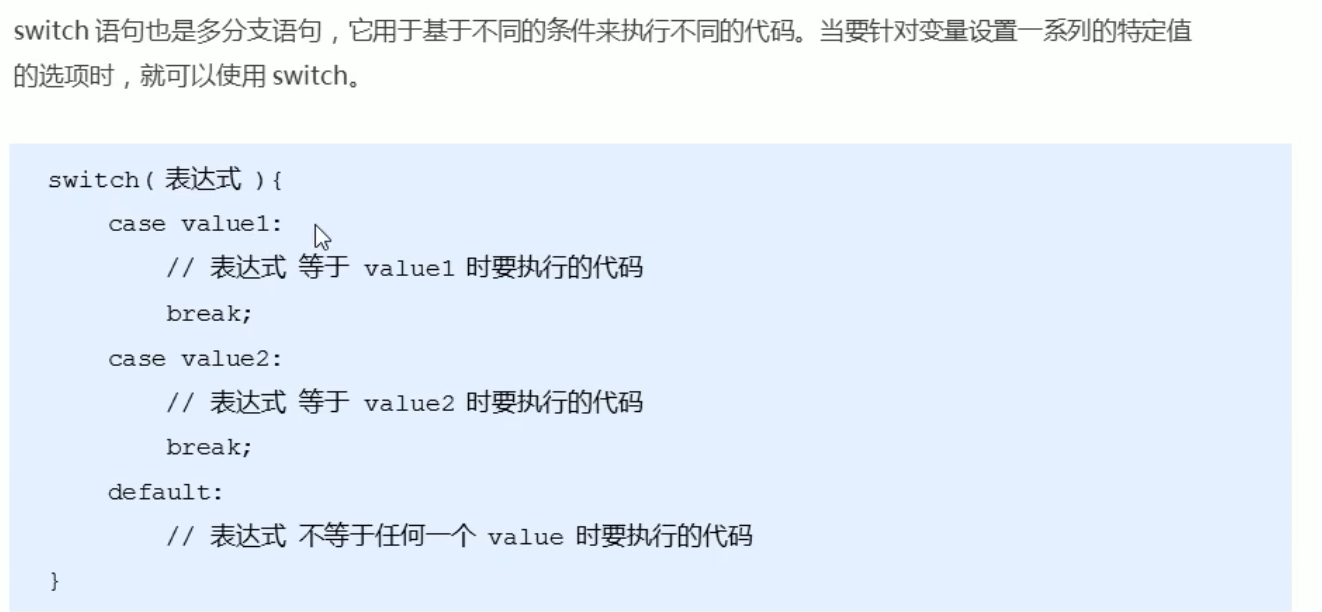 switch 语句也是多分支语句，它用于基于不同的条件来执行不同的代码。当要针对变量设置一系列的特定值
的选项时，就可以使用 switch。
switch( 表达式 ){
    case value1:
        // 表达式 等于 value1 时要执行的代码
        break;
    case value2:
        // 表达式 等于 value2 时要执行的代码
        break;
    default:
        // 表达式 不等于任何一个 value 时要执行的代码
}